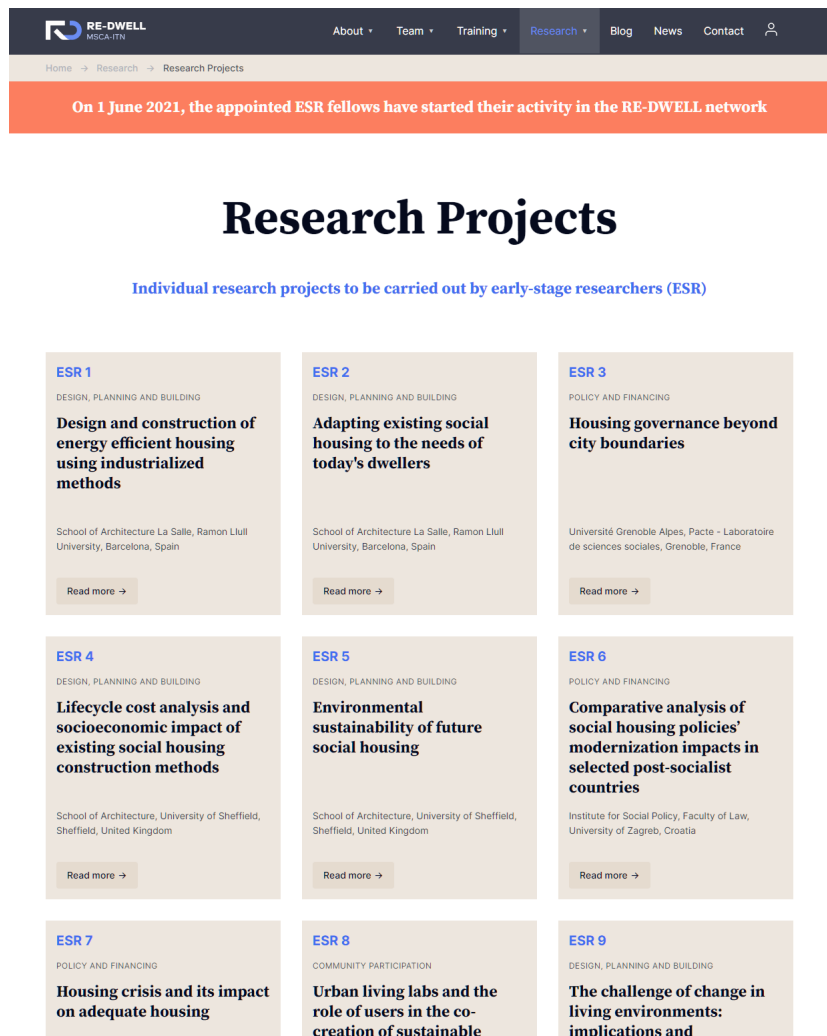 RE-DWELL
MSCA-ITN
About ▾ Team ▾ Training ▾ Research ▾ Blog News Contact
Home → Research → Research Projects
On 1 June 2021, the appointed ESR fellows have started their activity in the RE-DWELL network
Research Projects
Individual research projects to be carried out by early-stage researchers (ESR)
ESR 1
DESIGN, PLANNING AND BUILDING
Design and construction of
energy efficient housing
using industrialized
methods
School of Architecture La Salle, Ramon Llull
University, Barcelona, Spain
Read more →
ESR 2
DESIGN, PLANNING AND BUILDING
Adapting existing social
housing to the needs of
today's dwellers
School of Architecture La Salle, Ramon Llull
University, Barcelona, Spain
Read more →
ESR 3
POLICY AND FINANCING
Housing governance beyond
city boundaries
Université Grenoble Alpes, Pacte - Laboratoire
de sciences sociales, Grenoble, France
Read more →
ESR 4
DESIGN, PLANNING AND BUILDING
Lifecycle cost analysis and
socioeconomic impact of
existing social housing
construction methods
School of Architecture, University of Sheffield,
Sheffield, United Kingdom
Read more →
ESR 5
DESIGN, PLANNING AND BUILDING
Environmental
sustainability of future
social housing
School of Architecture, University of Sheffield,
Sheffield, United Kingdom
Read more →
ESR 6
POLICY AND FINANCING
Comparative analysis of
social housing policies’
modernization impacts in
selected post-socialist
countries
Institute for Social Policy, Faculty of Law,
University of Zagreb, Croatia
Read more →
ESR 7
POLICY AND FINANCING
Housing crisis and its impact
on adequate housing
ESR 8
COMMUNITY PARTICIPATION
Urban living labs and the
role of users in the co-
creation of sustainable
ESR 9
DESIGN, PLANNING AND BUILDING
The challenge of change in
living environments:
implications and